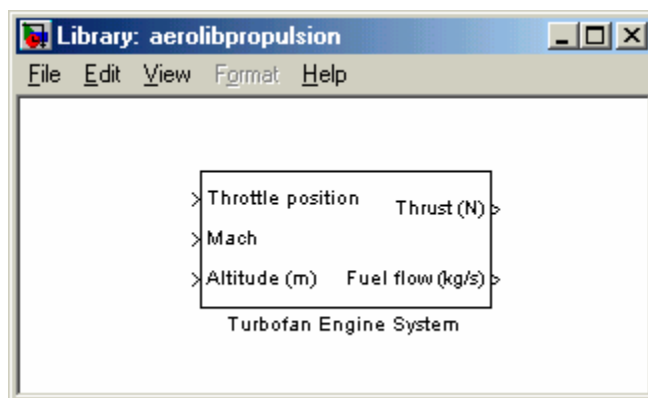 Library: aerolibpropulsion
File Edit View Format Help
Throttle position
Thrust (N)
Mach
Altitude (m) Fuel flow (kg/s)
Turbofan Engine System